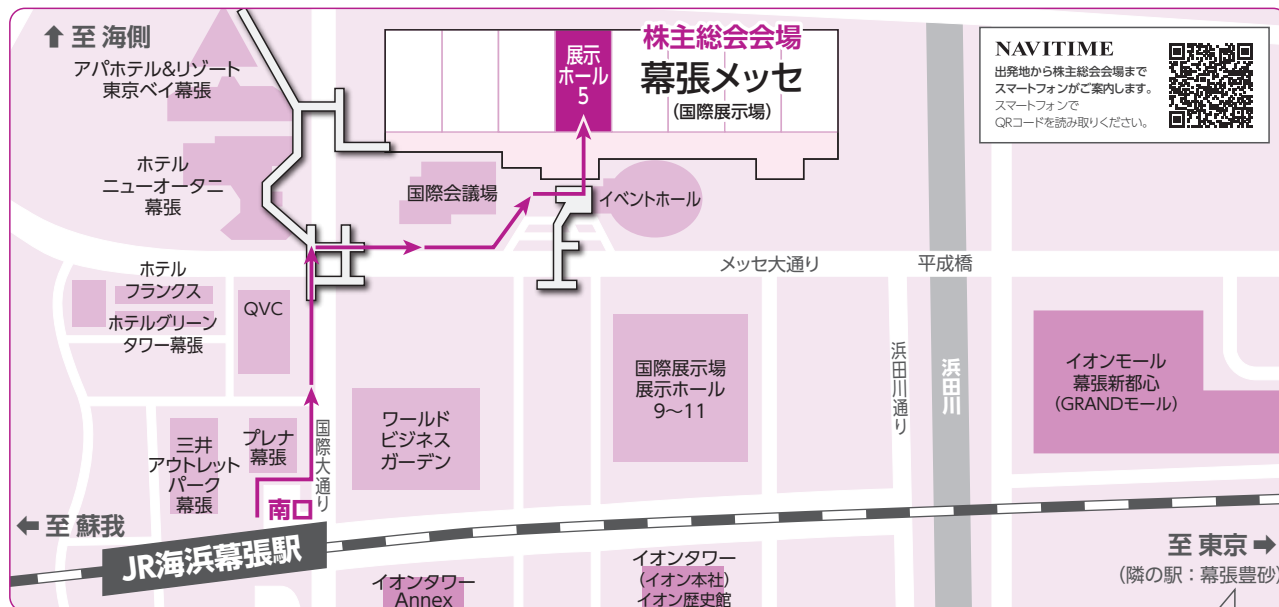 至 海側
アパホテル&リゾート
東京ベイ幕張
ホテル
ニューオータニ
幕張
展示
ホール
5
株主総会会場
幕張メッセ
(国際展示場)
NAVITIME
出発地から株主総会会場まで
スマートフォンがご案内します。
スマートフォンで
QRコードを読み取りください。
国際会議場
イベントホール
メッセ大通り
平成橋
ホテル
フランクス
ホテルグリーン
タワー幕張
QVC
国際展示場
展示ホール
9〜11
浜田川通り
浜田川
イオンモール
幕張新都心
(GRANDモール)
三井
アウトレット
パーク
幕張
プレナ
幕張
国際大通り
ワールド
ビジネス
ガーデン
南口
至 蘇我
JR海浜幕張駅
イオンタワー
Annex
イオンタワー
(イオン本社)
イオン歴史館
至 東京
(隣の駅：幕張豊砂)